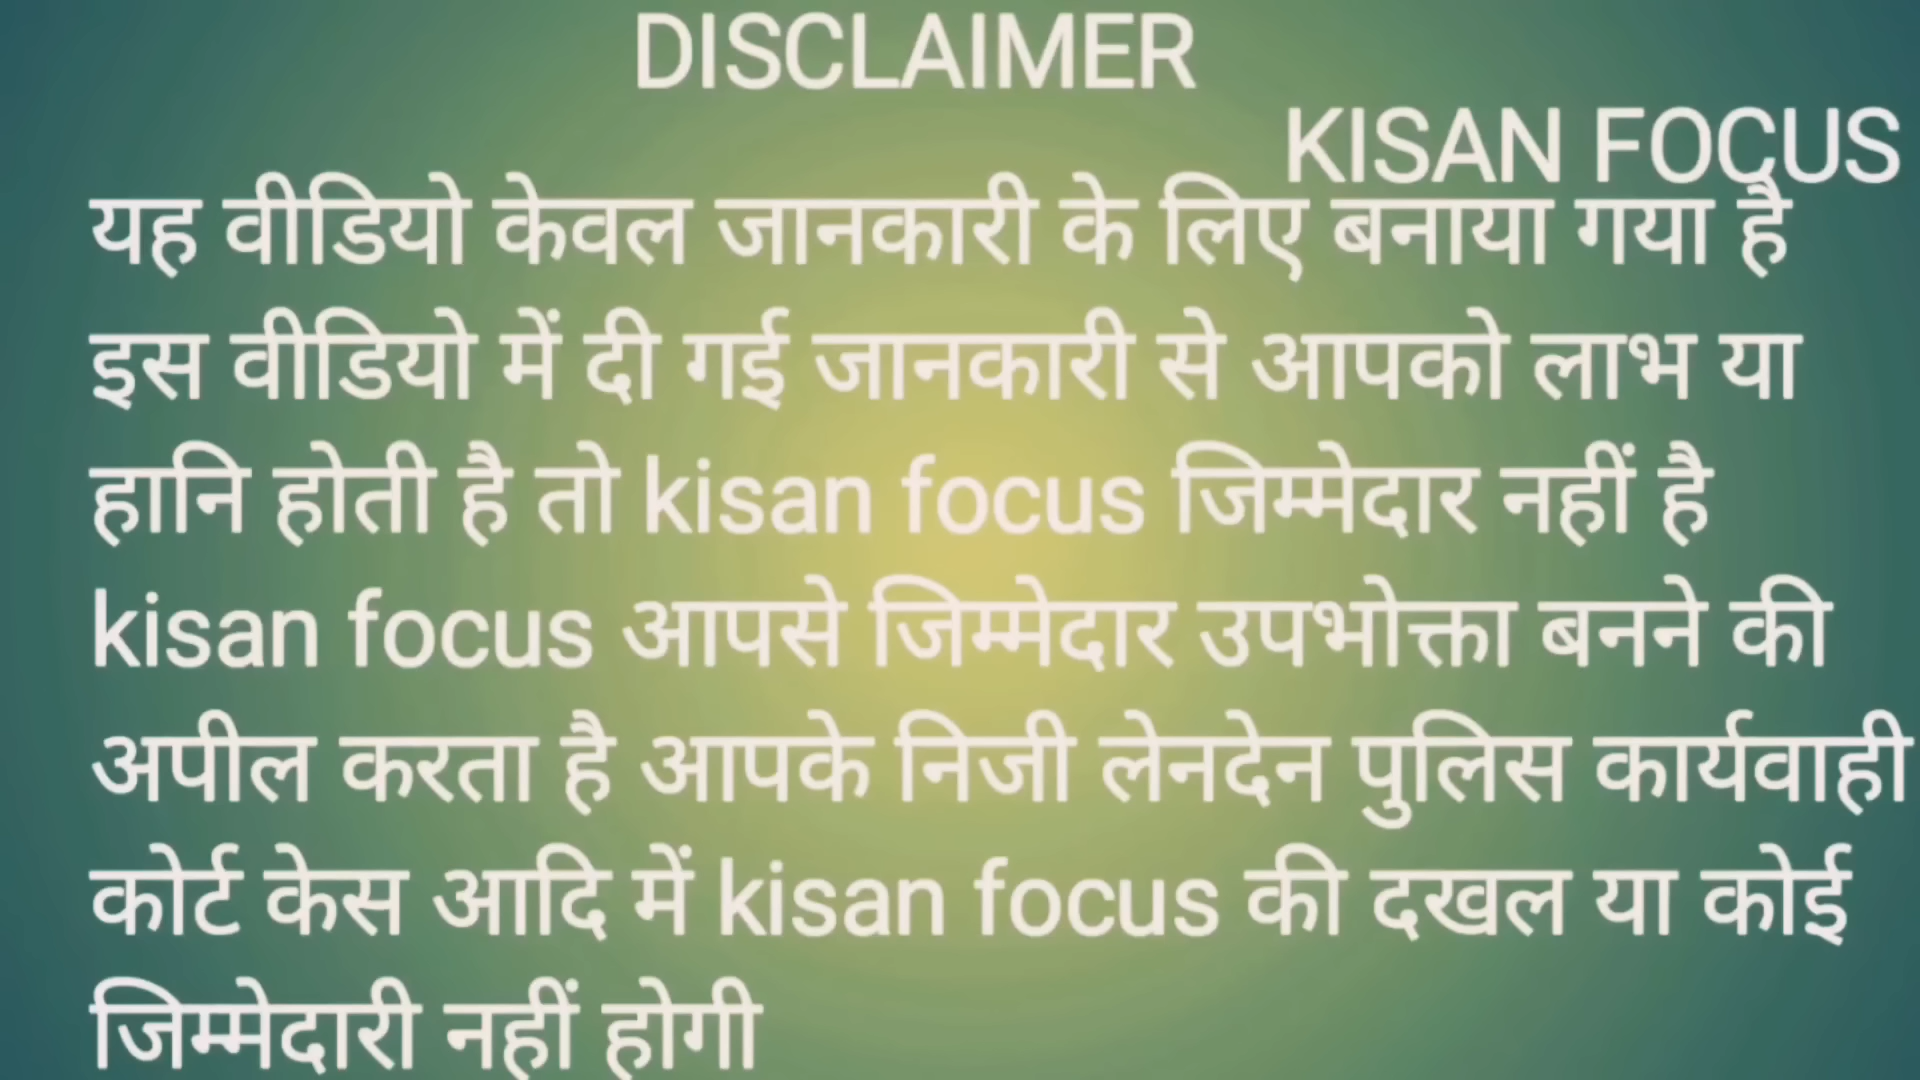 DISCLAIMER
KISAN FOCUS
यह वीडियो केवल जानकारी के लिए बनाया गया है
इस वीडियो में दी गई जानकारी से आपको लाभ या
हानि होती है तो kisan focus जिम्मेदार नहीं है
kisan focus आपसे जिम्मेदार उपभोक्ता बनने की
अपील करता है आपके निजी लेनदेन पुलिस कार्यवाही
कोर्ट केस आदि में kisan focus की दखल या कोई
जिम्मेदारी नहीं होगी